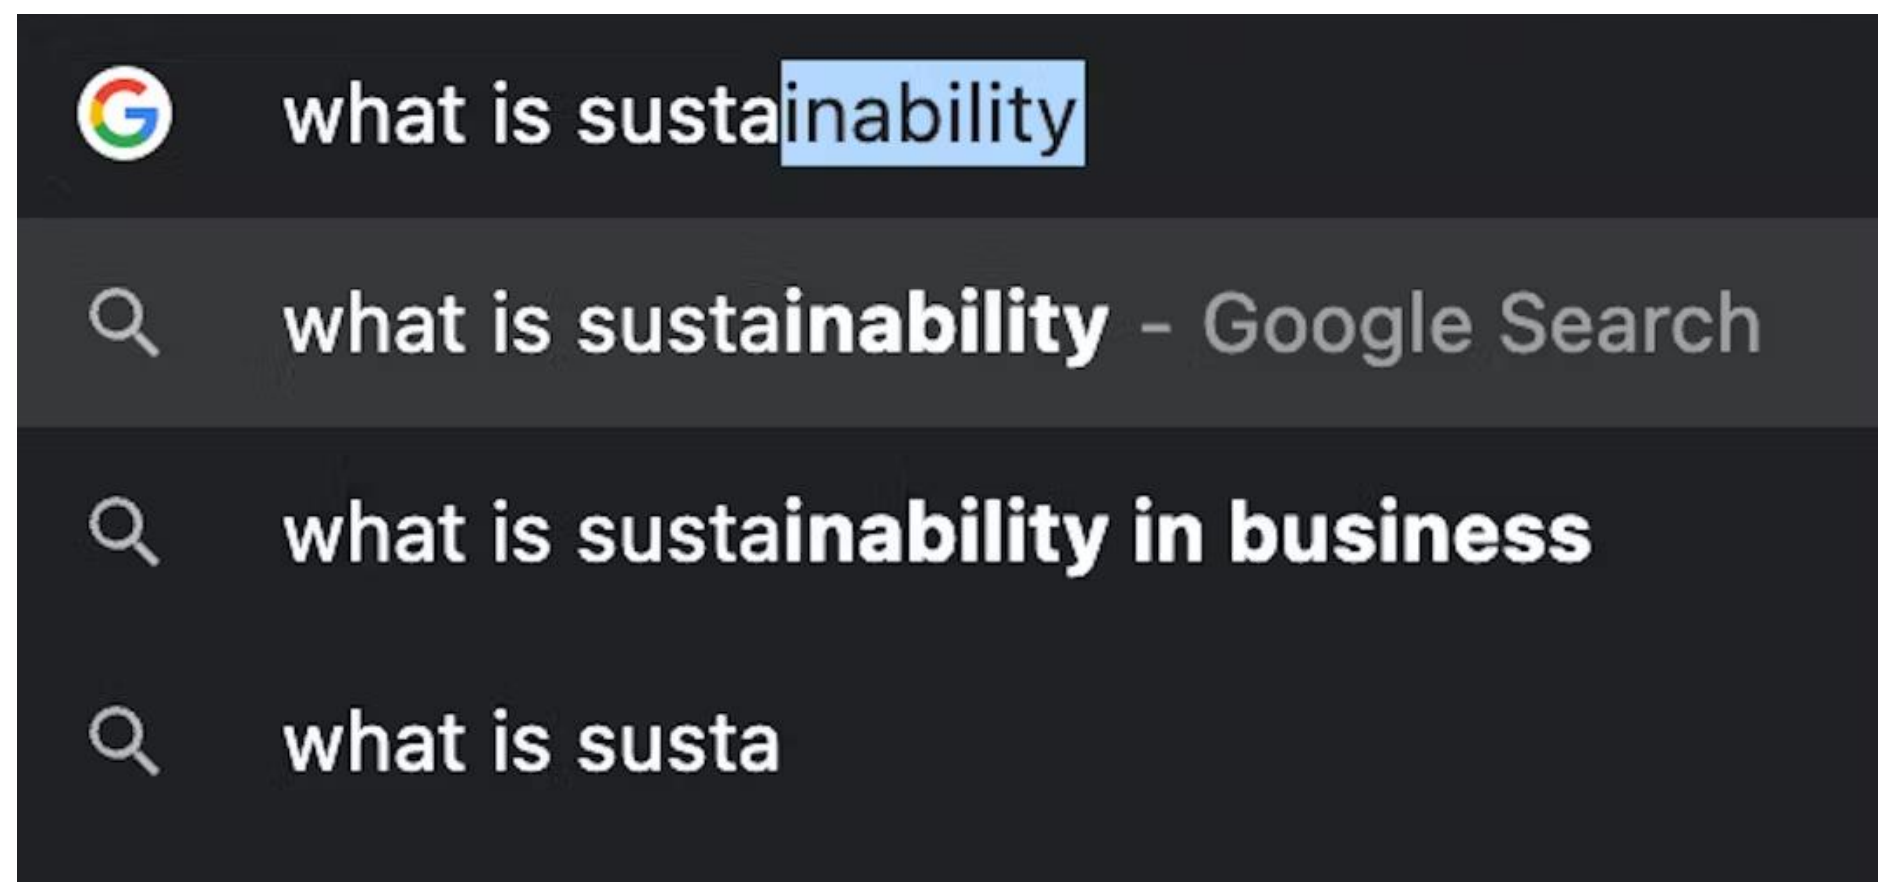 what is sustainability
what is sustainability - Google Search
what is sustainability in business
what is susta